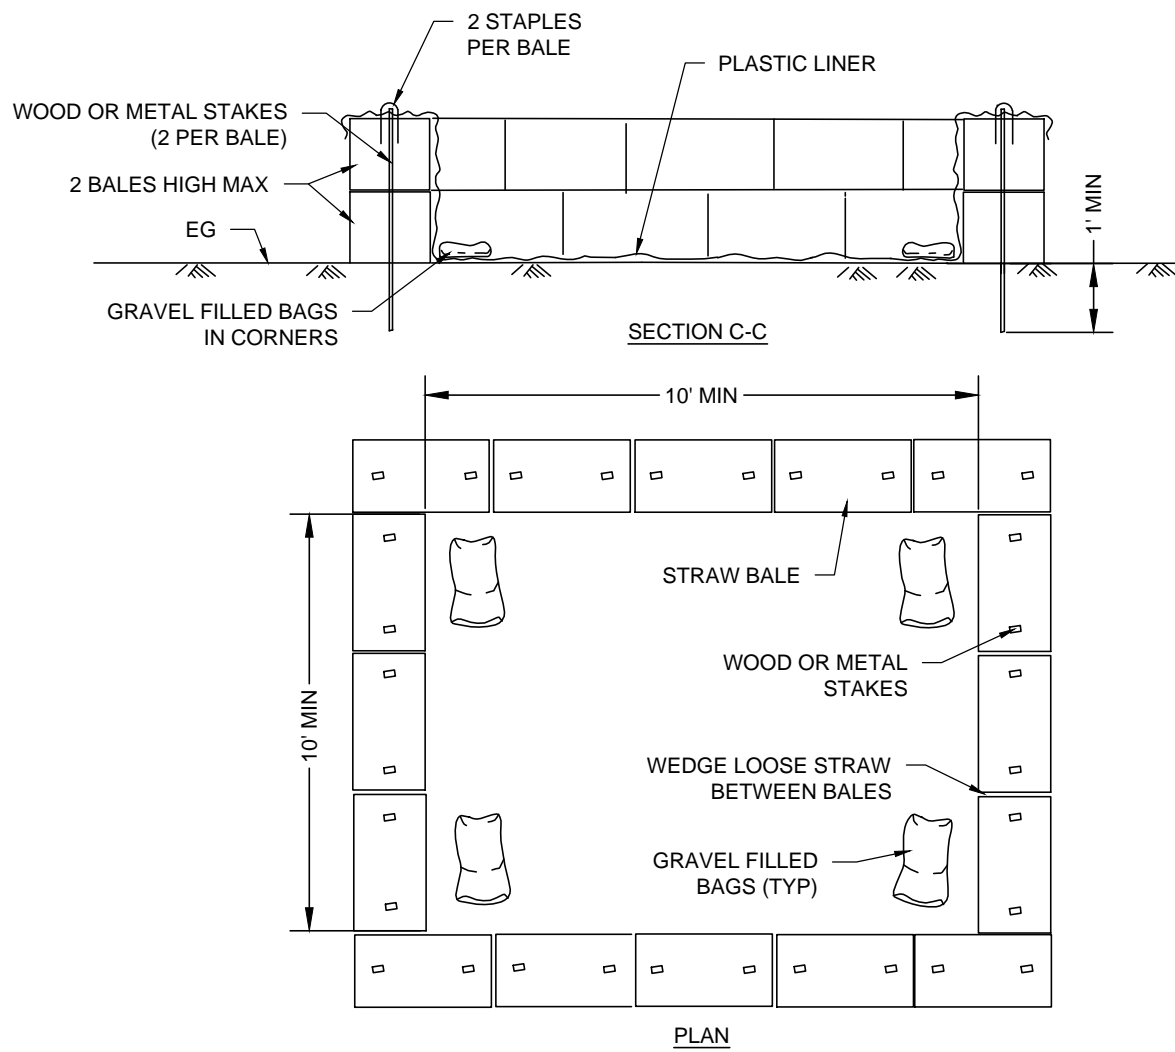 2 STAPLES
PER BALE
PLASTIC LINER
WOOD OR METAL STAKES
(2 PER BALE)
2 BALES HIGH MAX
EG
1' MIN
GRAVEL FILLED BAGS
IN CORNERS
SECTION C-C
10' MIN
STRAW BALE
WOOD OR METAL
STAKES
10' MIN
WEDGE LOOSE STRAW
BETWEEN BALES
GRAVEL FILLED
BAGS (TYP)
PLAN